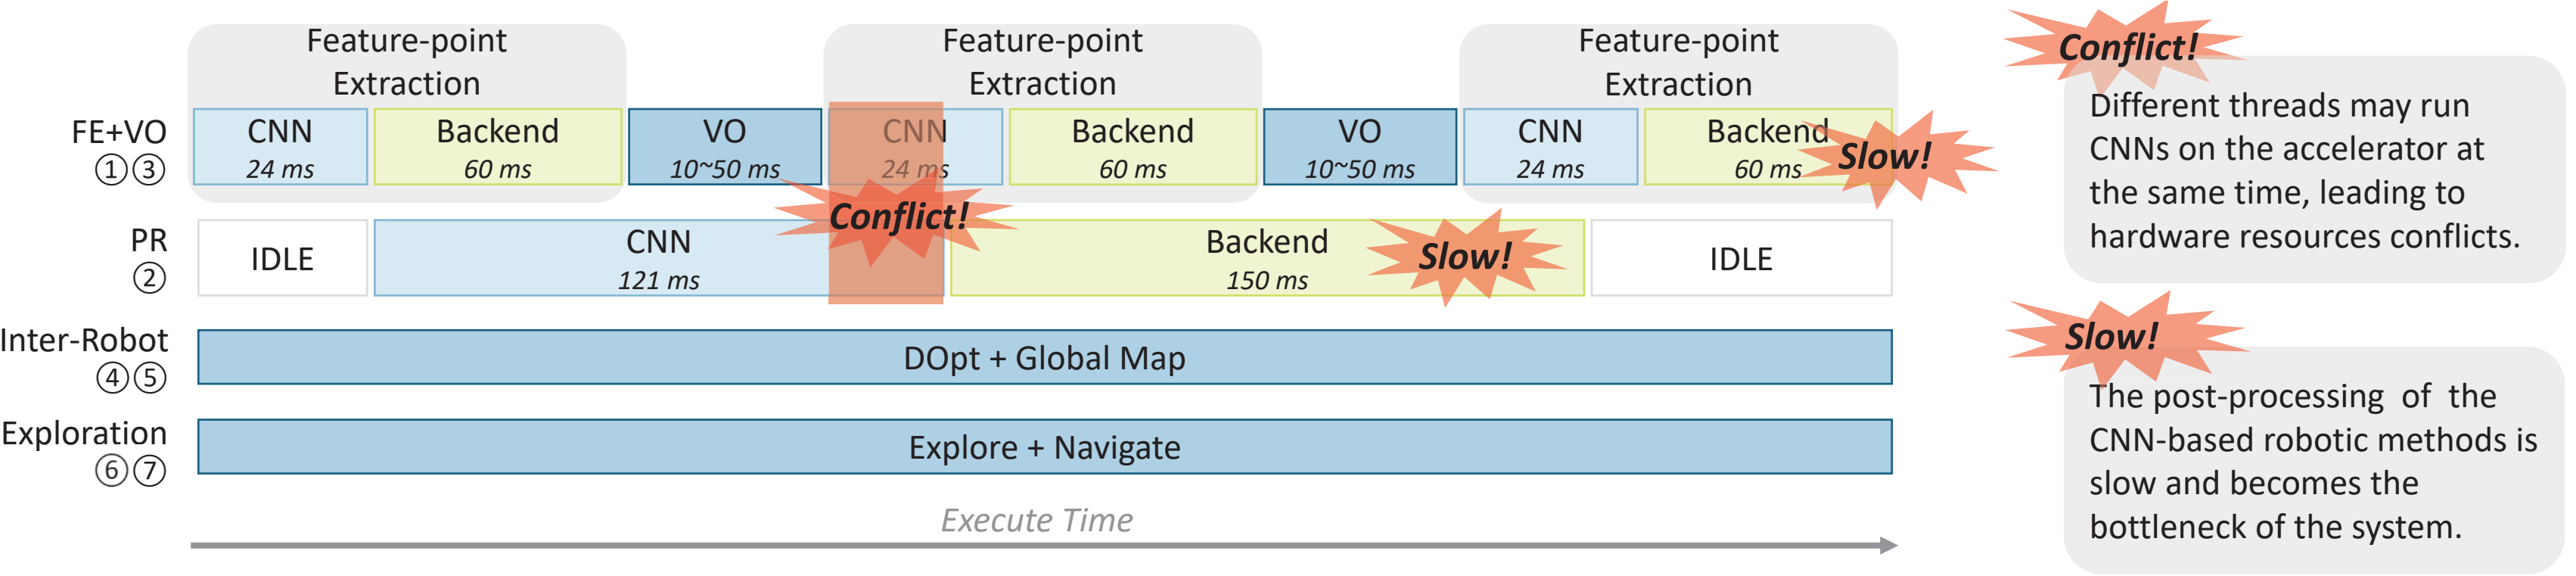 Feature-point
Extraction
Feature-point
Extraction
Feature-point
Extraction
FE+VO
①③
CNN
24 ms
Backend
60 ms
VO
10~50 ms
CNN
24 ms
Backend
60 ms
VO
10~50 ms
CNN
24 ms
Backend
60 ms
Slow!
Conflict!
PR
②
IDLE
CNN
121 ms
Backend
150 ms
Slow!
IDLE
Inter-Robot
④⑤
DOpt + Global Map
Exploration
⑥⑦
Explore + Navigate
Execute Time
Conflict!
Different threads may run
CNNs on the accelerator at
the same time, leading to
hardware resources conflicts.
Slow!
The post-processing of the
CNN-based robotic methods is
slow and becomes the
bottleneck of the system.